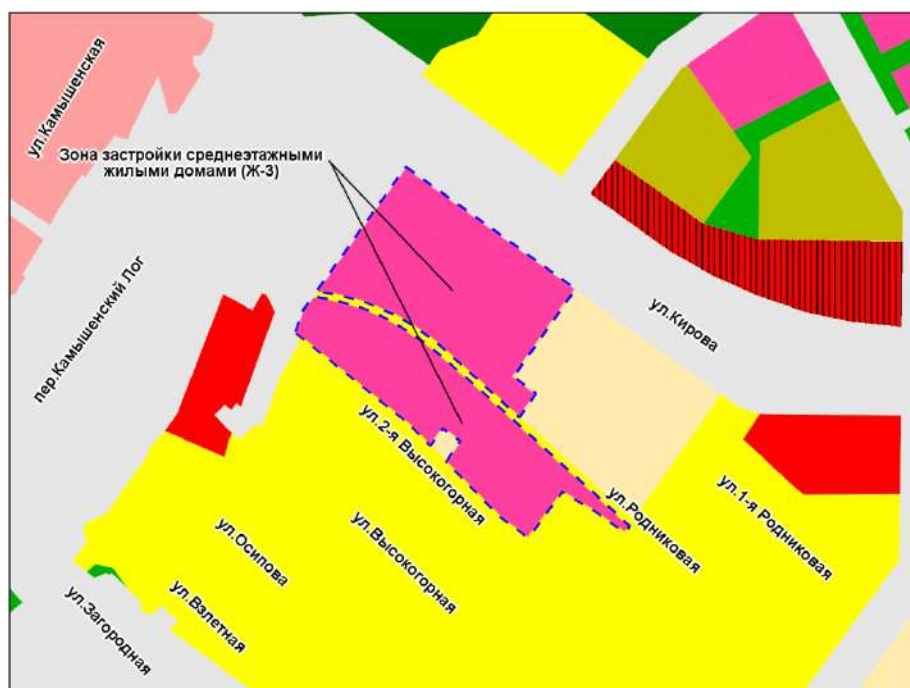 ул.Камышенская
Зона застройки среднеэтажными
жилыми домами (Ж-3)
пер.Камышенский Лог
ул.Кирова
ул.2-я Высокогорная
ул.Родниковая
ул.1-я Родниковая
ул.Осипова
ул.Высокогорная
ул.Взлетная
ул.Загородная